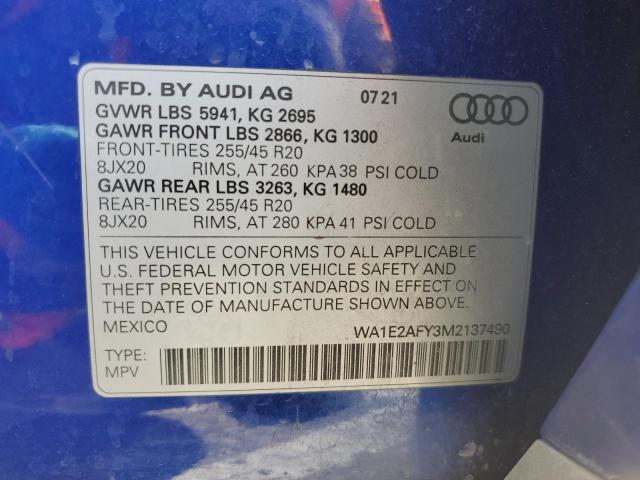 MFD. BY AUDI AG 07 21
GVWR LBS 5941, KG 2695
GAWR FRONT LBS 2866, KG 1300
FRONT-TIRES 255/45 R20
8JX20 RIMS, AT 260 KPA 38 PSI COLD
GAWR REAR LBS 3263, KG 1480
REAR-TIRES 255/45 R20
8JX20 RIMS, AT 280 KPA 41 PSI COLD
Audi
THIS VEHICLE CONFORMS TO ALL APPLICABLE
U.S. FEDERAL MOTOR VEHICLE SAFETY AND
THEFT PREVENTION STANDARDS IN EFFECT ON
THE DATE OF MANUFACTURE SHOWN ABOVE.
MEXICO WA1E2AFY3M2137490
TYPE:
MPV